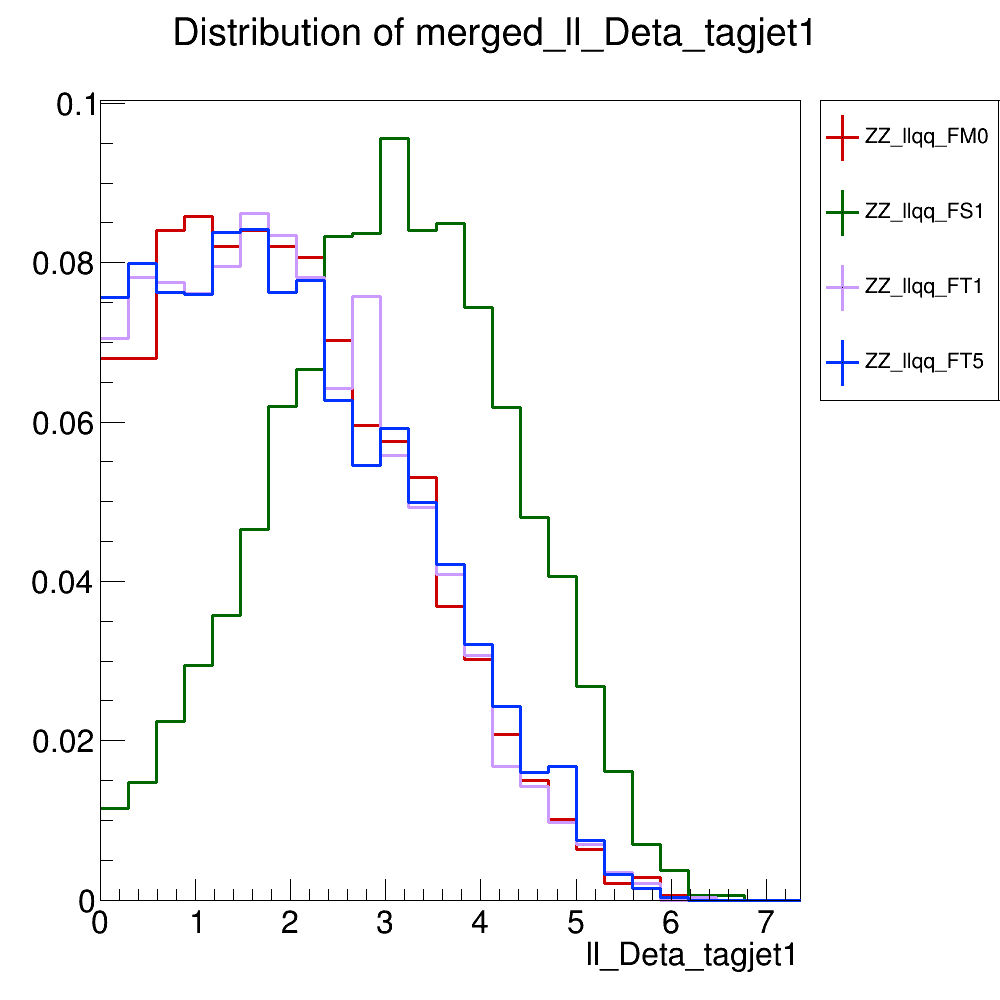 Distribution of merged_ll_Deta_tagjet1
0.1
0.08
0.06
0.04
0.02
0
0 1 2 3 4 5 6 7
ll_Deta_tagjet1
ZZ_llqq_FM0
ZZ_llqq_FS1
ZZ_llqq_FT1
ZZ_llqq_FT5